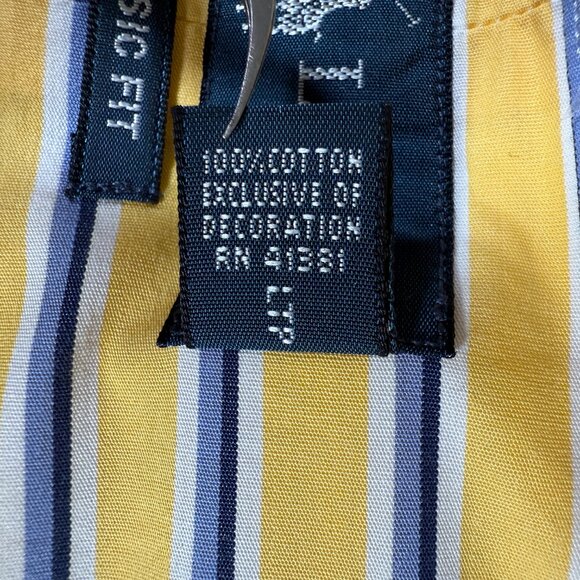 SIC FIT
L
100% COTTON
EXCLUSIVE OF
DECORATION
RN 41381
LTP